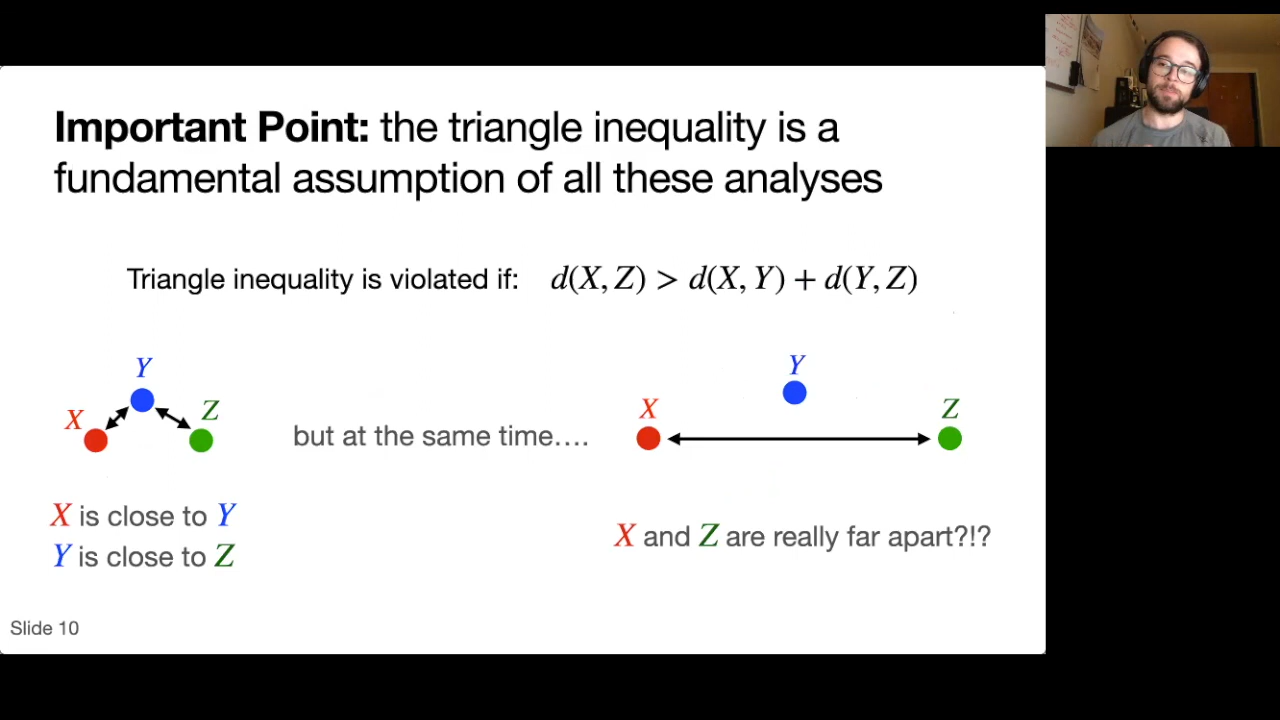 Important Point: the triangle inequality is a
fundamental assumption of all these analyses
Triangle inequality is violated if: d(X, Z) > d(X, Y) + d(Y, Z)
Y
X
Z
but at the same time....
Y
X
Z
X is close to Y
Y is close to Z
X and Z are really far apart?!?
Slide 10